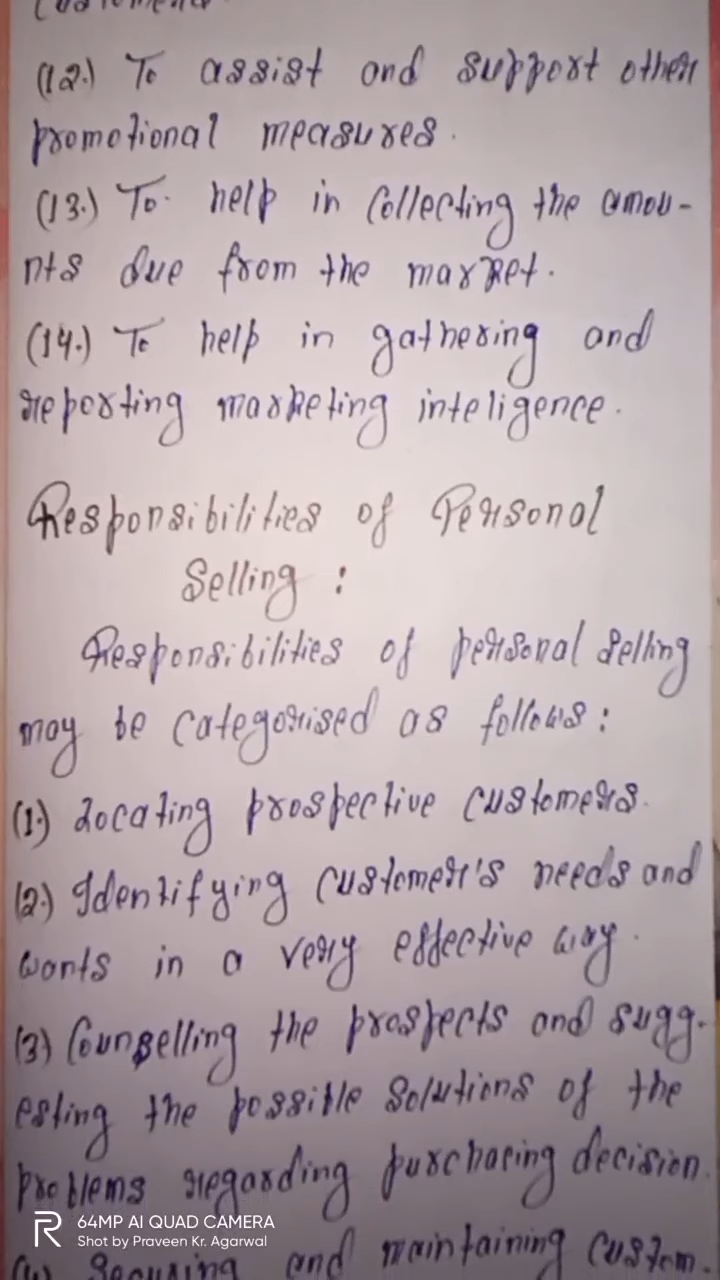 Customers
(12.) To assist and support other
promotional measures.
(13.) To help in Collecting the amou-
nts due from the market.
(14.) To help in gathering and
reporting marketing inteligence.
Responsibilities of Personal
Selling :
Responsibilities of personal selling
may be categorised as follows :
(1.) Locating prospective customers.
(2.) Identifying customer's needs and
wants in a very effective way.
(3) Counselling the prospects and sugg-
esting the possible solutions of the
problems regarding purchasing decision.
(4) Securing and maintaining custom-
64MP AI QUAD CAMERA
Shot by Praveen Kr. Agarwal